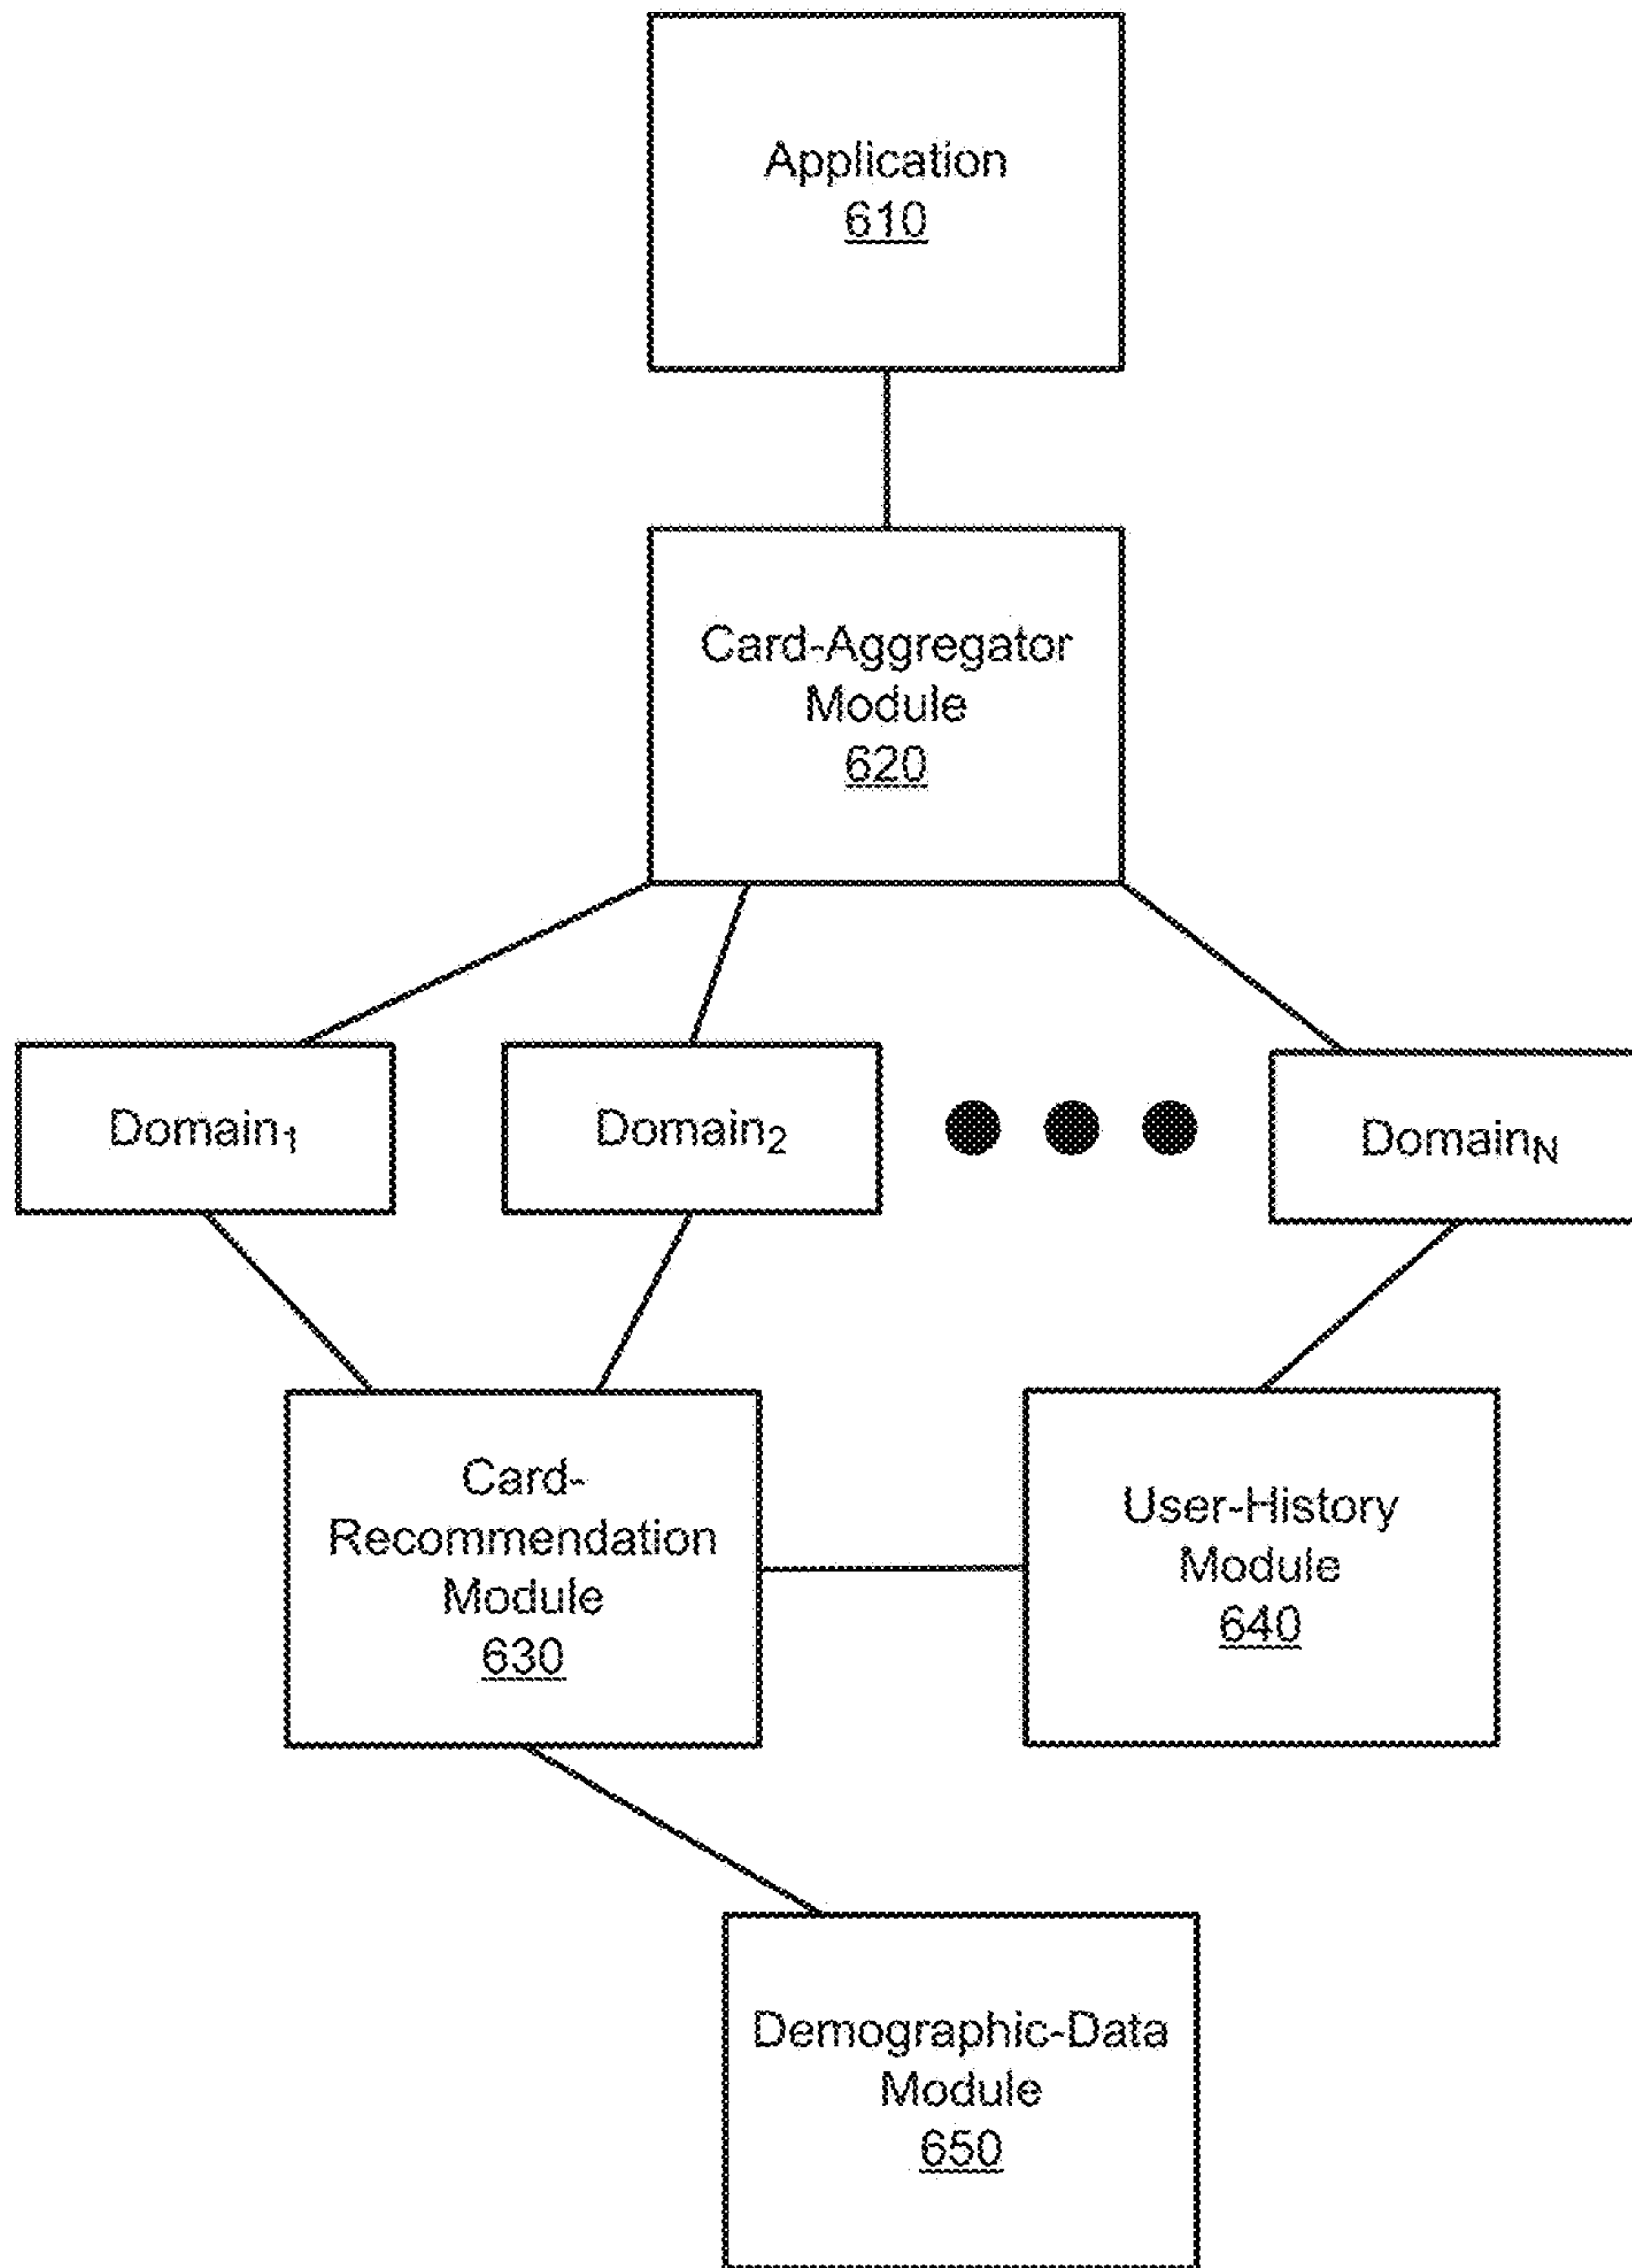 Application
610
Card-Aggregator
Module
620
Domain₁
Domain₂
Domain_N
Card-
Recommendation
Module
630
User-History
Module
640
Demographic-Data
Module
650